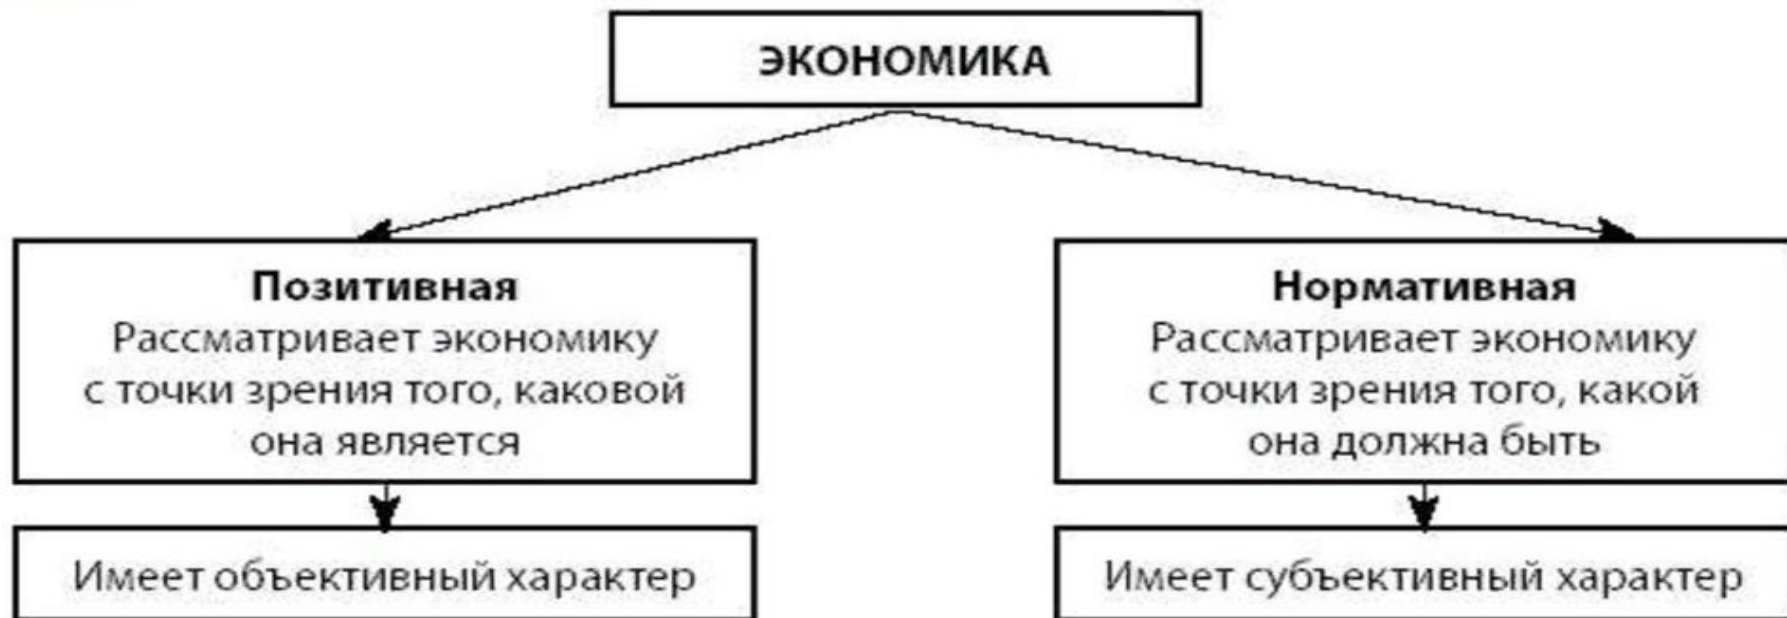 ЭКОНОМИКА
Позитивная
Рассматривает экономику
с точки зрения того, каковой
она является
Имеет объективный характер
Нормативная
Рассматривает экономику
с точки зрения того, какой
она должна быть
Имеет субъективный характер